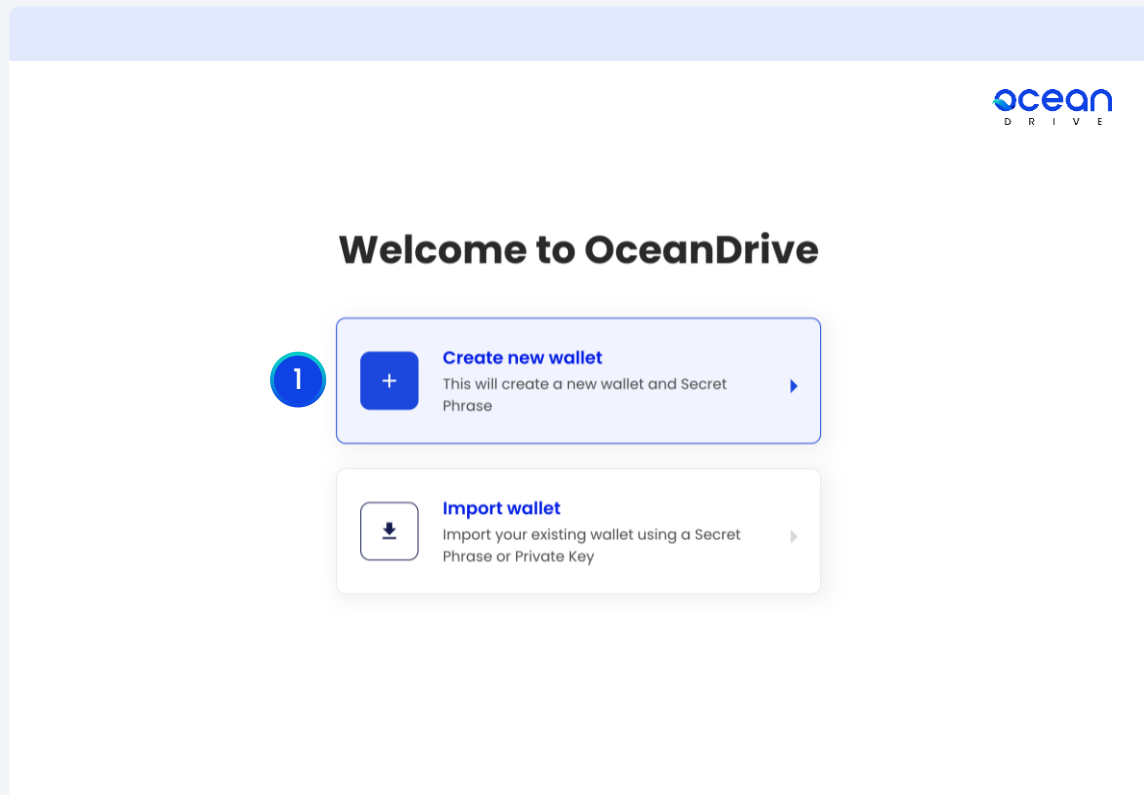 ocean
DRIVE
Welcome to OceanDrive
1
Create new wallet
This will create a new wallet and Secret
Phrase
Import wallet
Import your existing wallet using a Secret
Phrase or Private Key